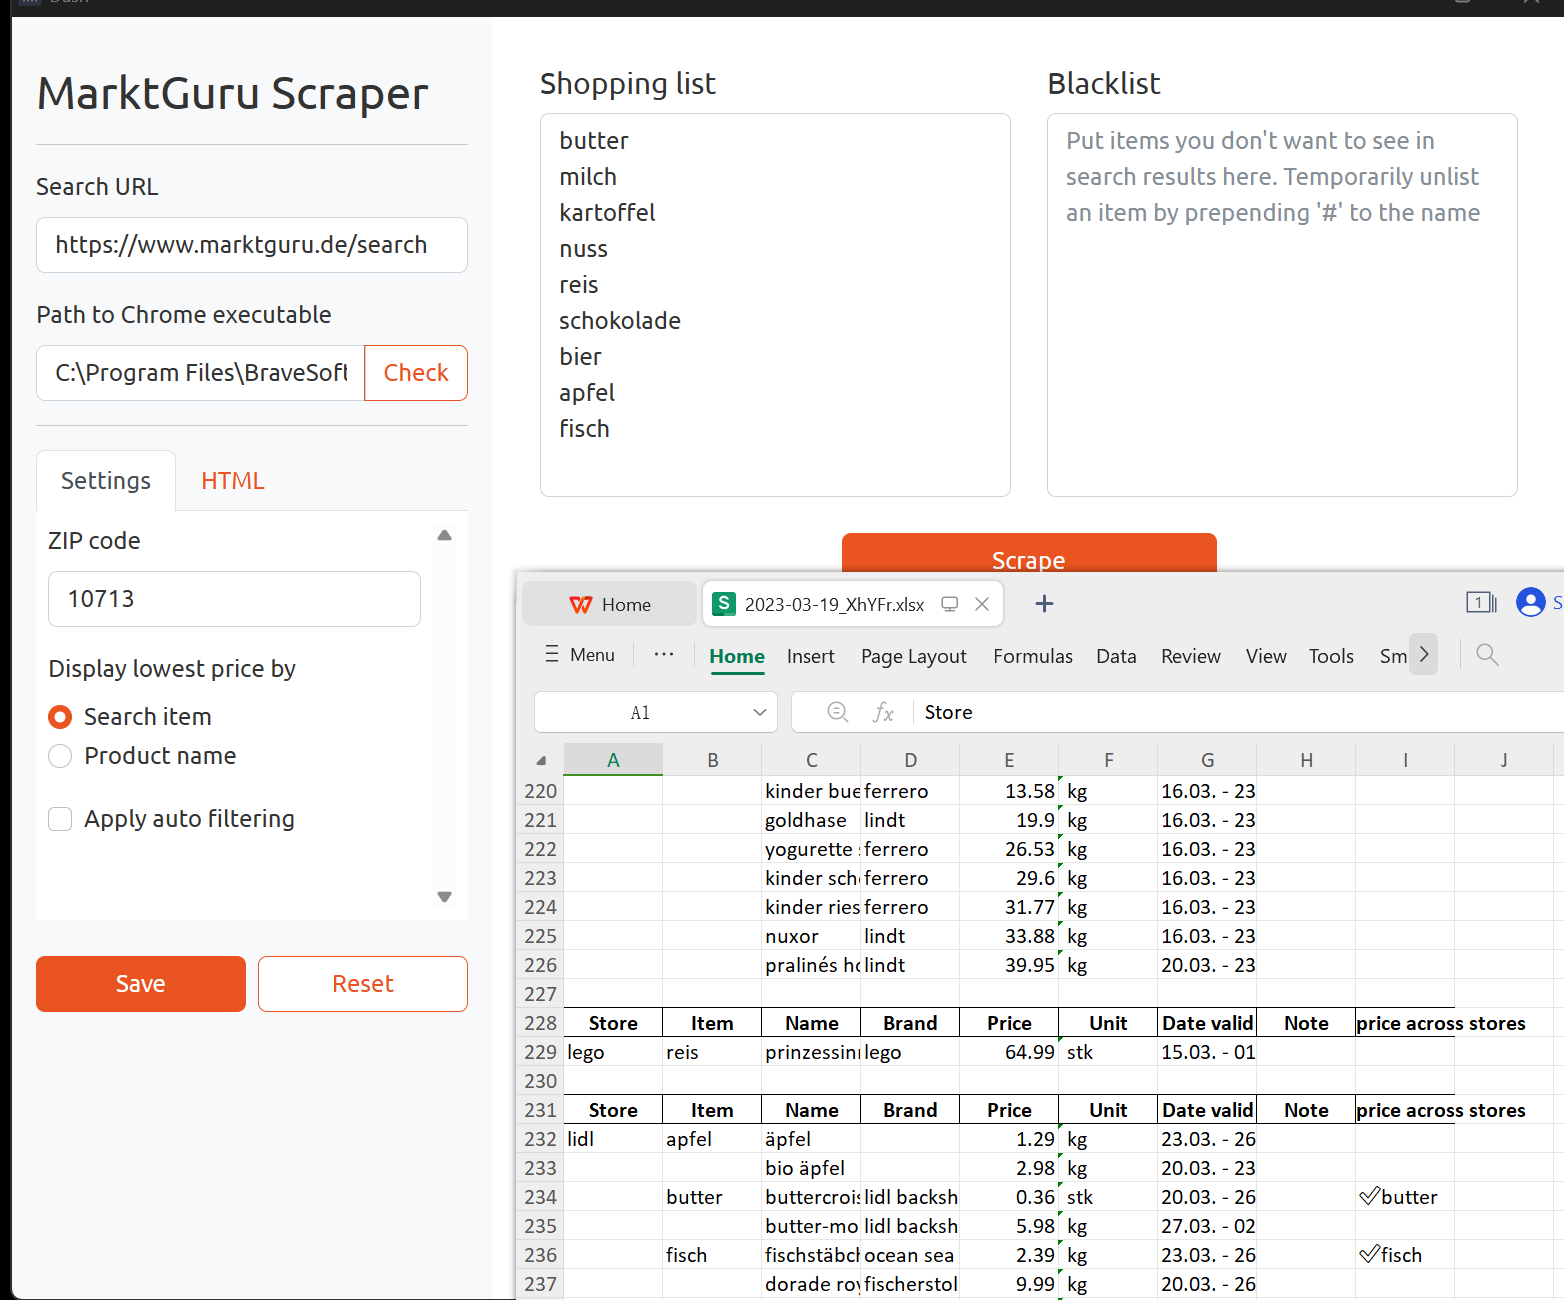 MarktGuru Scraper
Search URL
https://www.marktguru.de/search
Path to Chrome executable
C:\Program Files\BraveSoft
Check
Settings
HTML
ZIP code
10713
Display lowest price by
Search item
Product name
Apply auto filtering
Save
Reset
Shopping list
butter
milch
kartoffel
nuss
reis
schokolade
bier
apfel
fisch
Blacklist
Put items you don't want to see in
search results here. Temporarily unlist
an item by prepending '#' to the name
Scrape
Home
S 2023-03-19_XhYFr.xlsx
1
S
Menu ··· Home Insert Page Layout Formulas Data Review View Tools Sm
A1 fx Store
A B C D E F G H I J
220 kinder bue ferrero 13.58 kg 16.03. - 23
221 goldhase lindt 19.9 kg 16.03. - 23
222 yogurette ferrero 26.53 kg 16.03. - 23
223 kinder sch ferrero 29.6 kg 16.03. - 23
224 kinder ries ferrero 31.77 kg 16.03. - 23
225 nuxor lindt 33.88 kg 16.03. - 23
226 pralinés ho lindt 39.95 kg 20.03. - 23
227
228 Store Item Name Brand Price Unit Date valid Note price across stores
229 lego reis prinzessin lego 64.99 stk 15.03. - 01
230
231 Store Item Name Brand Price Unit Date valid Note price across stores
232 lidl apfel äpfel 1.29 kg 23.03. - 26
233 bio äpfel 2.98 kg 20.03. - 23
234 butter buttercrois lidl backsh 0.36 stk 20.03. - 26 ✓butter
235 butter-mo lidl backsh 5.98 kg 27.03. - 02
236 fisch fischstäbch ocean sea 2.39 kg 23.03. - 26 ✓fisch
237 dorade roy fischerstol 9.99 kg 20.03. - 26